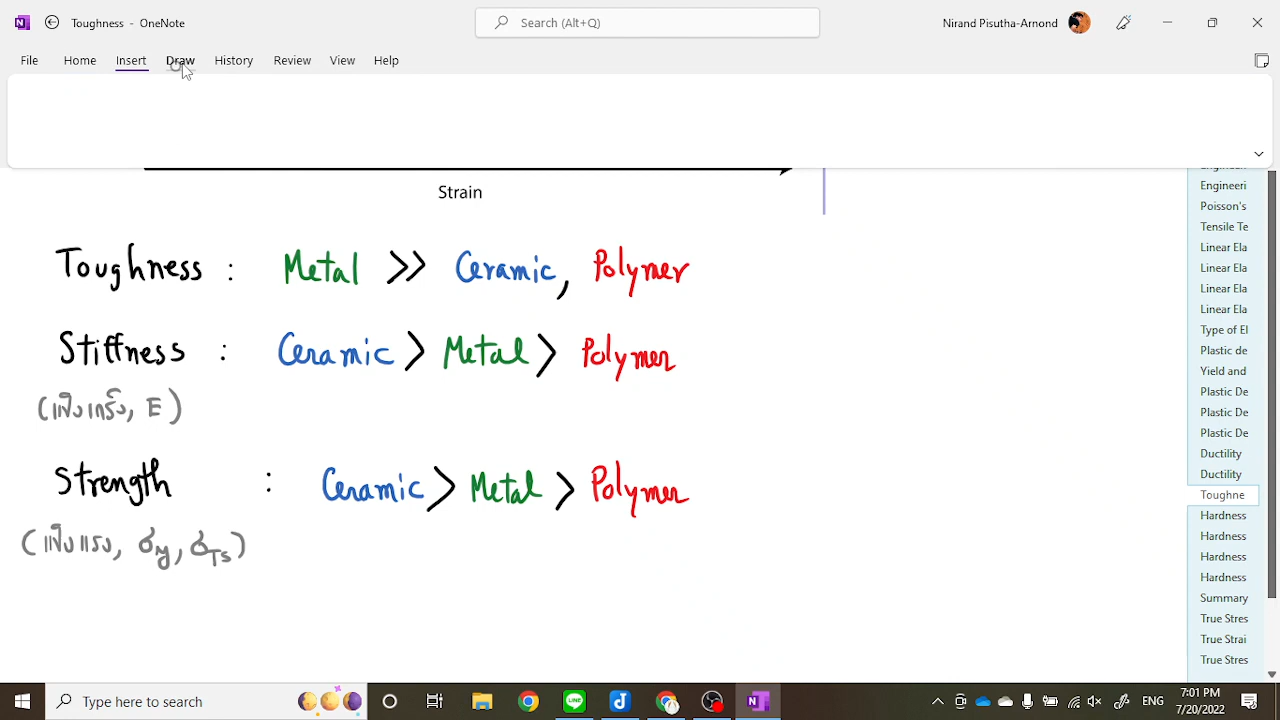 Toughness - OneNote
Search (Alt+Q)
Nirand Pisutha-Arnond
File Home Insert Draw History Review View Help
Strain
Toughness : Metal >> Ceramic, Polymer
Stiffness : Ceramic > Metal > Polymer
(แข็งเกร็ง, E)
Strength : Ceramic > Metal > Polymer
(แข็งแรง, σy, σTS)
Engineeri
Poisson's
Tensile Te
Linear Ela
Linear Ela
Linear Ela
Linear Ela
Type of El
Plastic de
Yield and
Plastic De
Plastic De
Plastic De
Ductility
Ductility
Toughne
Hardness
Hardness
Hardness
Hardness
Summary
True Stres
True Strai
True Stres
Type here to search
ENG
7:01 PM
7/20/2022